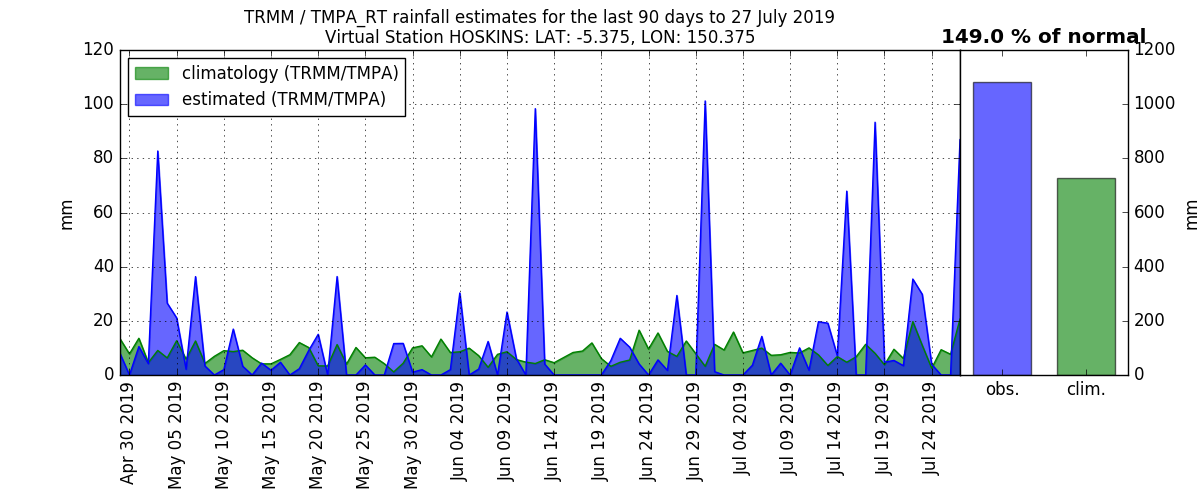 TRMM / TMPA_RT rainfall estimates for the last 90 days to 27 July 2019
Virtual Station HOSKINS: LAT: -5.375, LON: 150.375
149.0 % of normal
climatology (TRMM/TMPA)
estimated (TRMM/TMPA)
mm
120
100
80
60
40
20
0
Apr 30 2019
May 05 2019
May 10 2019
May 15 2019
May 20 2019
May 25 2019
May 30 2019
Jun 04 2019
Jun 09 2019
Jun 14 2019
Jun 19 2019
Jun 24 2019
Jun 29 2019
Jul 04 2019
Jul 09 2019
Jul 14 2019
Jul 19 2019
Jul 24 2019
obs.
clim.
1200
1000
800
600
400
200
0
mm